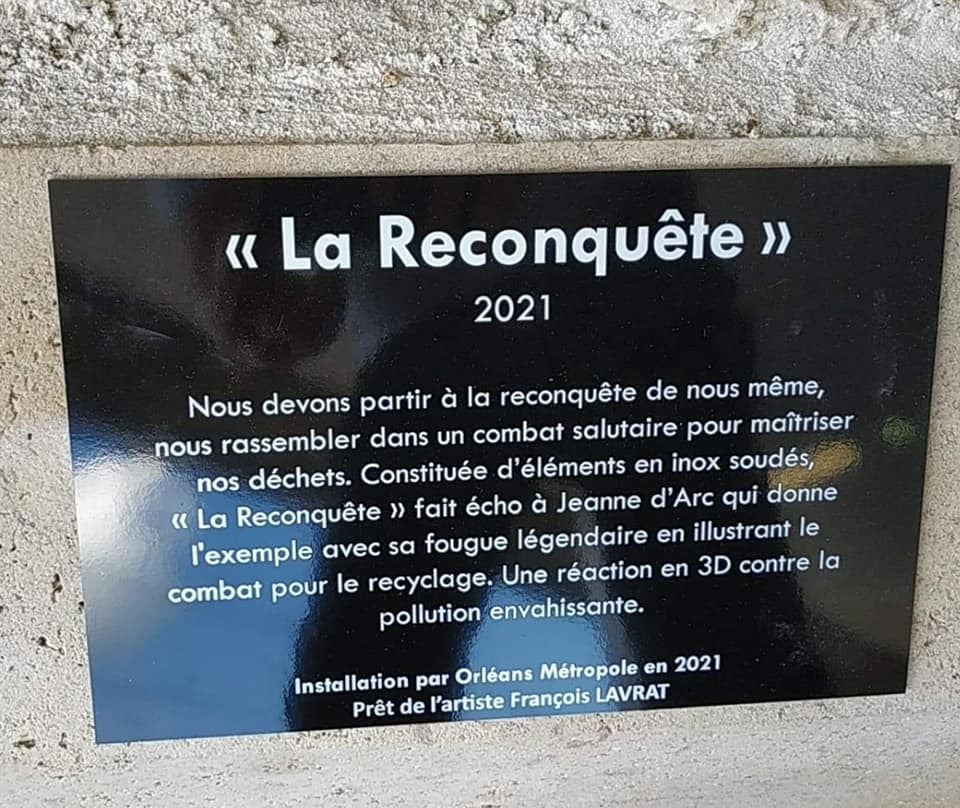 « La Reconquête »
2021
Nous devons partir à la reconquête de nous même,
nous rassembler dans un combat salutaire pour maîtriser
nos déchets. Constituée d'éléments en inox soudés,
« La Reconquête » fait écho à Jeanne d'Arc qui donne
l'exemple avec sa fougue légendaire en illustrant le
combat pour le recyclage. Une réaction en 3D contre la
pollution envahissante.
Installation par Orléans Métropole en 2021
Prêt de l'artiste François LAVRAT